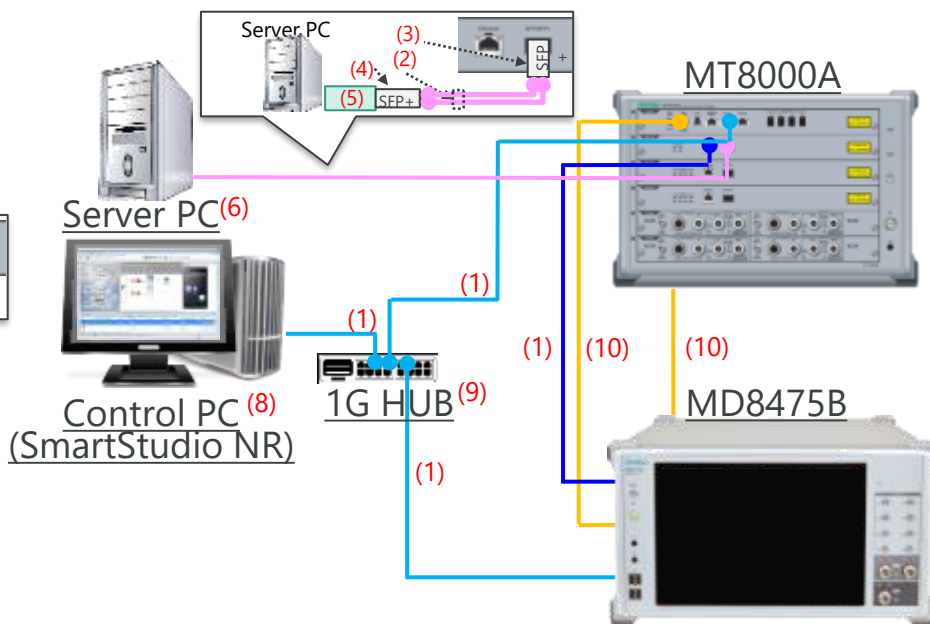 Server PC
(3)
SFP
+
(4)
(2)
(5)
SFP+
MT8000A
Server PC(6)
(1)
(1)
(1)
(10)
(10)
1G HUB(9)
MD8475B
Control PC (8)
(SmartStudio NR)
(1)